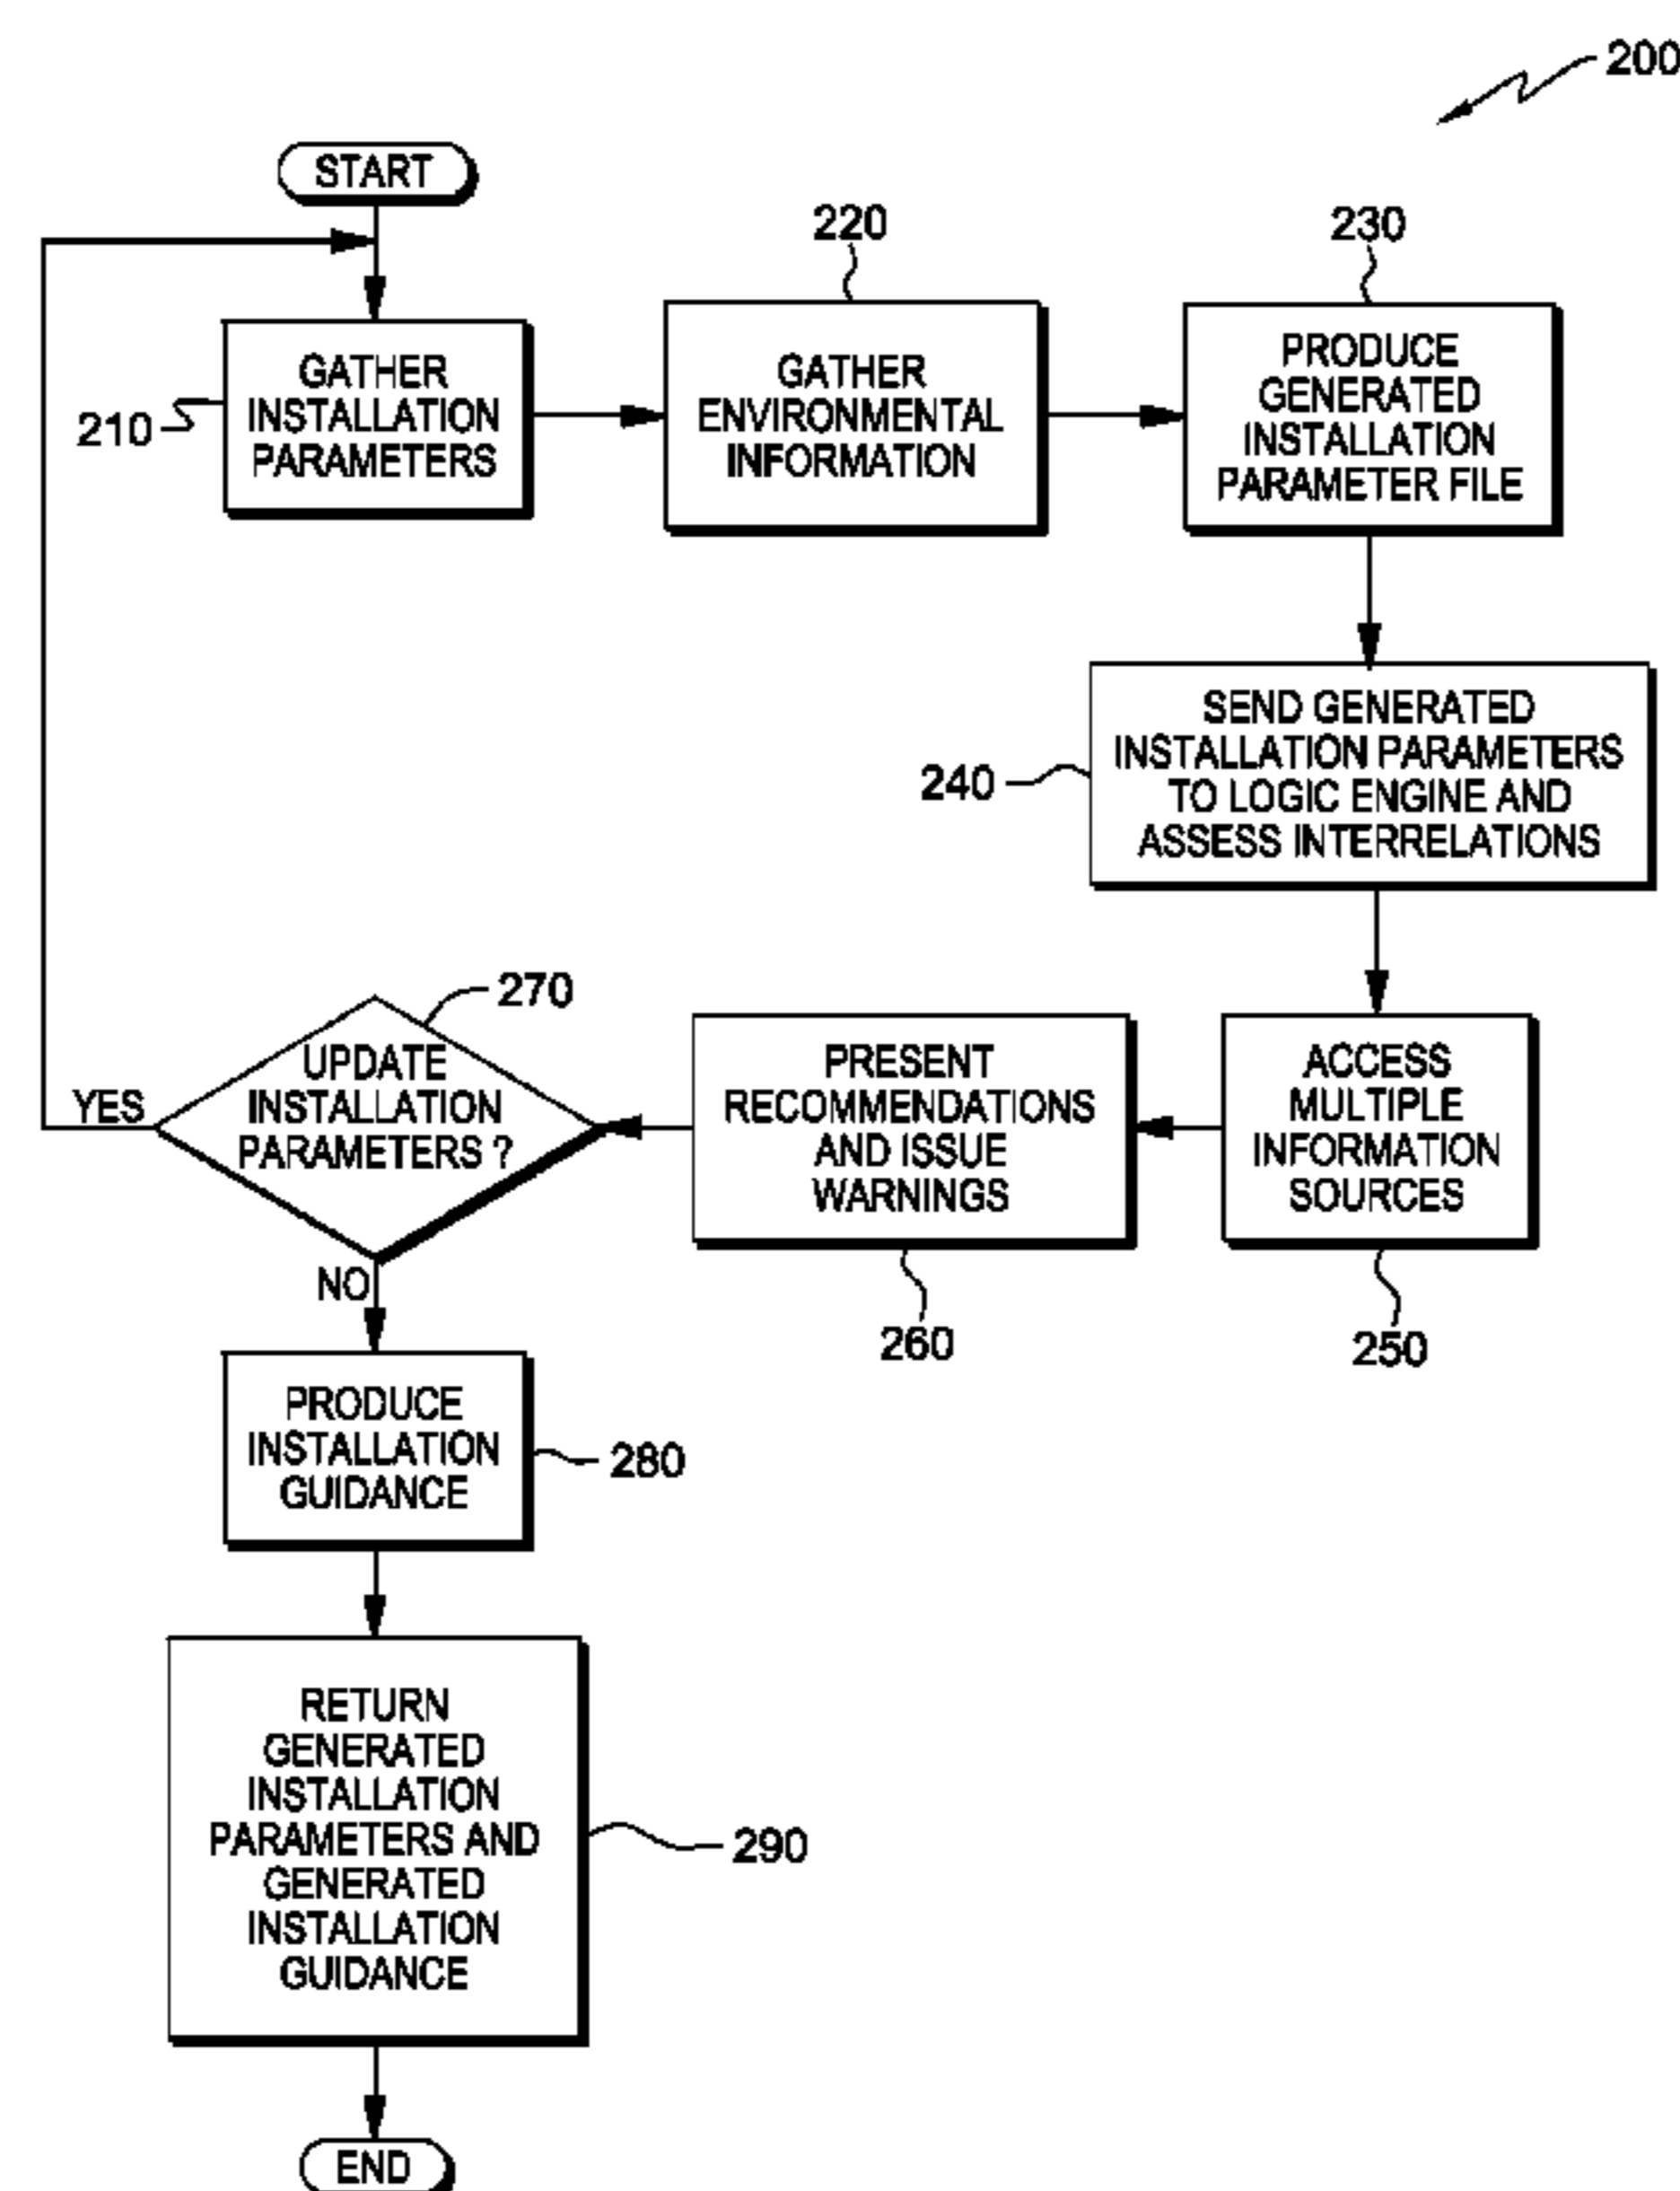 200
START
220
230
GATHER
INSTALLATION
PARAMETERS
210
GATHER
ENVIRONMENTAL
INFORMATION
PRODUCE
GENERATED
INSTALLATION
PARAMETER FILE
SEND GENERATED
INSTALLATION PARAMETERS
TO LOGIC ENGINE AND
ASSESS INTERRELATIONS
240
270
UPDATE
INSTALLATION
PARAMETERS ?
YES
NO
PRESENT
RECOMMENDATIONS
AND ISSUE
WARNINGS
260
ACCESS
MULTIPLE
INFORMATION
SOURCES
250
PRODUCE
INSTALLATION
GUIDANCE
280
RETURN
GENERATED
INSTALLATION
PARAMETERS AND
GENERATED
INSTALLATION
GUIDANCE
290
END